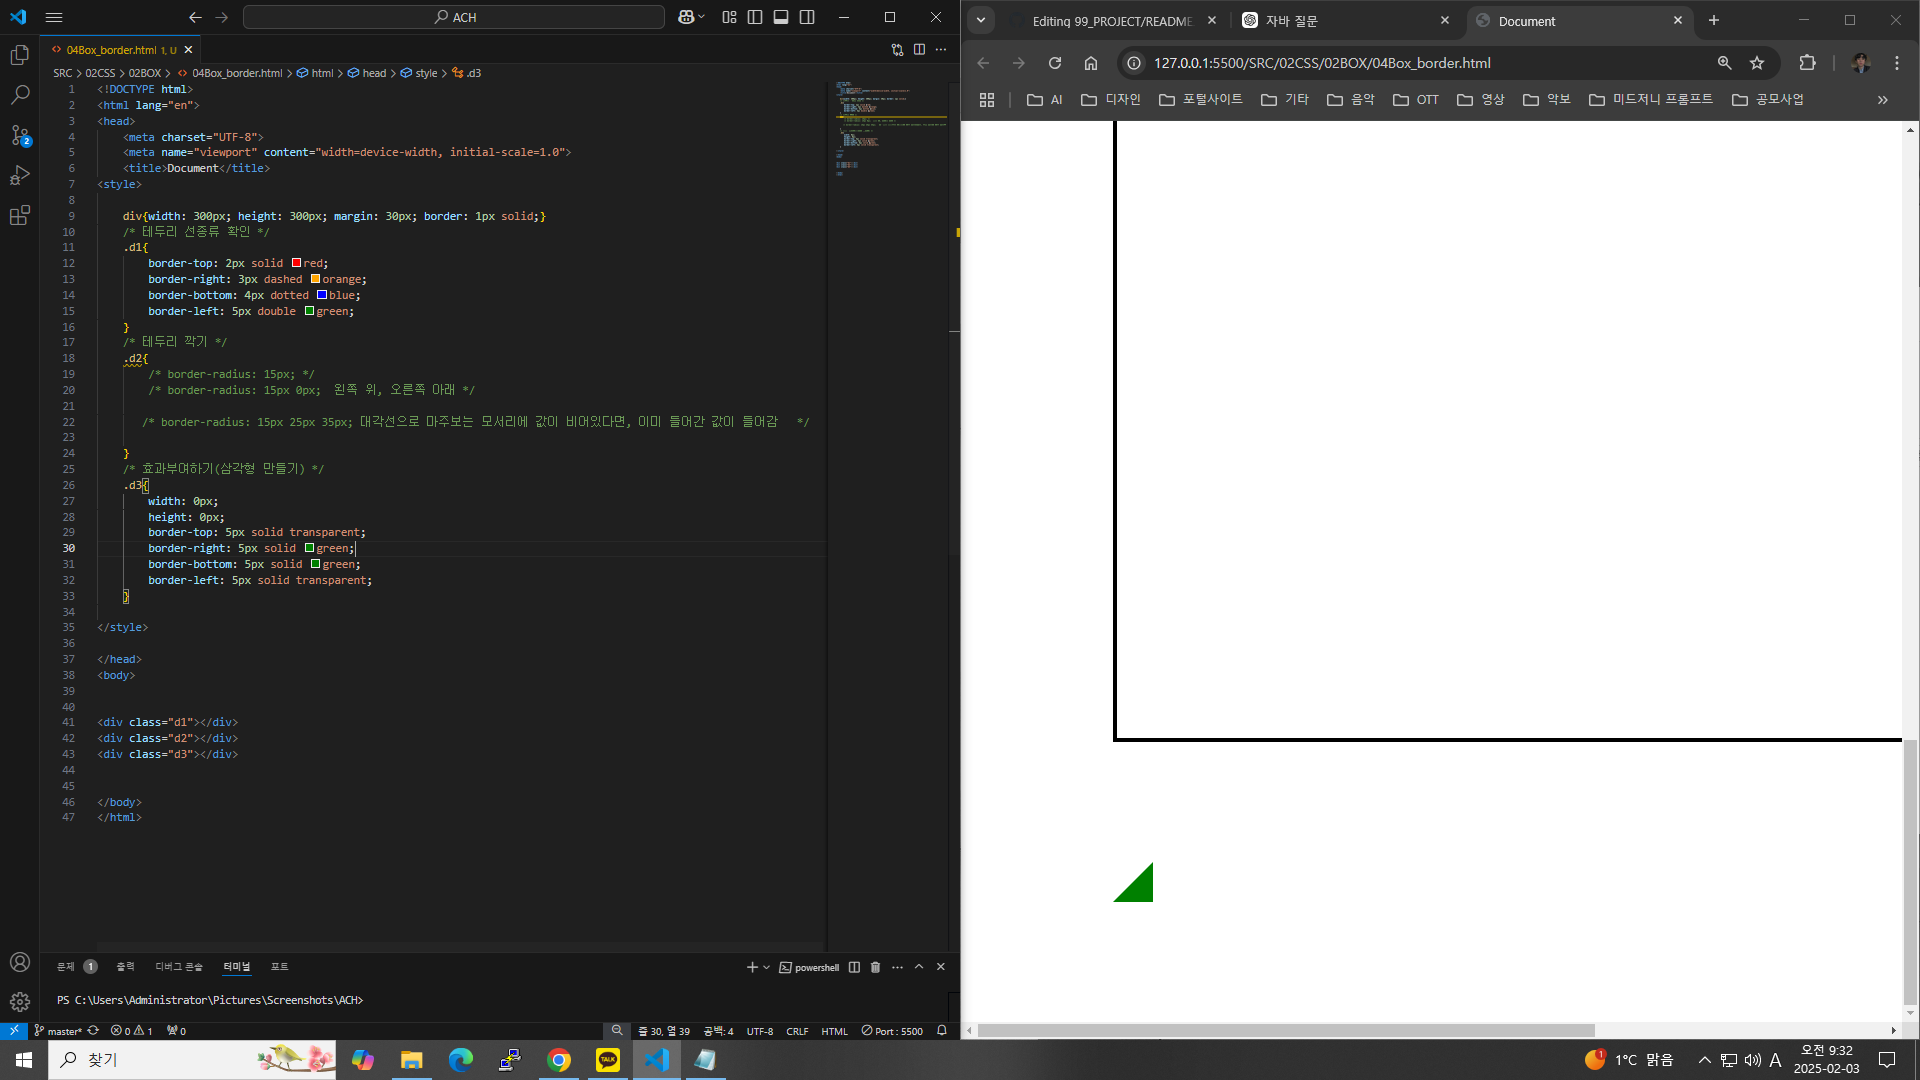 ACH
04Box_border.html 1, U
SRC > 02CSS > 02BOX > 04Box_border.html > html > head > style > .d3
1 <!DOCTYPE html>
2 <html lang="en">
3 <head>
4 <meta charset="UTF-8">
5 <meta name="viewport" content="width=device-width, initial-scale=1.0">
6 <title>Document</title>
7 <style>
8
9 div{width: 300px; height: 300px; margin: 30px; border: 1px solid;}
10 /* 테두리 선종류 확인 */
11 .d1{
12 border-top: 2px solid red;
13 border-right: 3px dashed orange;
14 border-bottom: 4px dotted blue;
15 border-left: 5px double green;
16 }
17 /* 테두리 깍기 */
18 .d2{
19 /* border-radius: 15px; */
20 /* border-radius: 15px 0px; 왼쪽 위, 오른쪽 아래 */
21
22 /* border-radius: 15px 25px 35px; 대각선으로 마주보는 모서리에 값이 비어있다면, 이미 들어간 값이 들어감 */
23
24 }
25 /* 효과부여하기(삼각형 만들기) */
26 .d3{
27 width: 0px;
28 height: 0px;
29 border-top: 5px solid transparent;
30 border-right: 5px solid green;
31 border-bottom: 5px solid green;
32 border-left: 5px solid transparent;
33 }
34
35 </style>
36
37 </head>
38 <body>
39
40
41 <div class="d1"></div>
42 <div class="d2"></div>
43 <div class="d3"></div>
44
45
46 </body>
47 </html>
2
문제 1 출력 디버그 콘솔 터미널 포트
powershell
PS C:\Users\Administrator\Pictures\Screenshots\ACH>
master* 0 1 0 줄 30, 열 39 공백: 4 UTF-8 CRLF HTML Port : 5500
Editing 99_PROJECT/README 자바 질문 Document
127.0.0.1:5500/SRC/02CSS/02BOX/04Box_border.html
AI 디자인 포털사이트 기타 음악 OTT 영상 악보 미드저니 프롬프트 공모사업
찾기
TALK
1
1°C 맑음
A
오전 9:32
2025-02-03